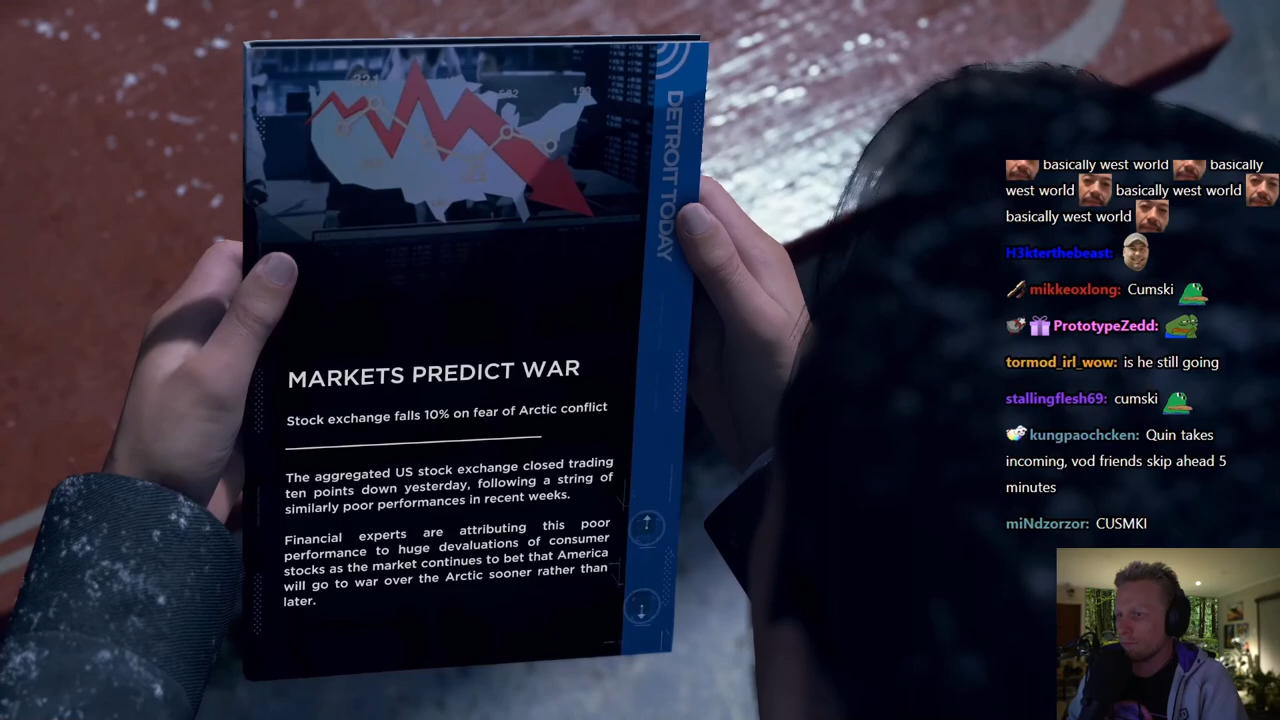 DETROIT TODAY
MARKETS PREDICT WAR
Stock exchange falls 10% on fear of Arctic conflict
The aggregated US stock exchange closed trading
ten points down yesterday, following a string of
similarly poor performances in recent weeks.
Financial experts are attributing this poor
performance to huge devaluations of consumer
stocks as the market continues to bet that America
will go to war over the Arctic sooner rather than
later.
basically west world basically
west world basically west world
basically west world
H3kterthebeast:
mikkeoxlong: Cumski
PrototypeZedd:
tormod_irl_wow: is he still going
stallingflesh69: cumski
kungpaochcken: Quin takes
incoming, vod friends skip ahead 5
minutes
miNdzorzor: CUSMKI